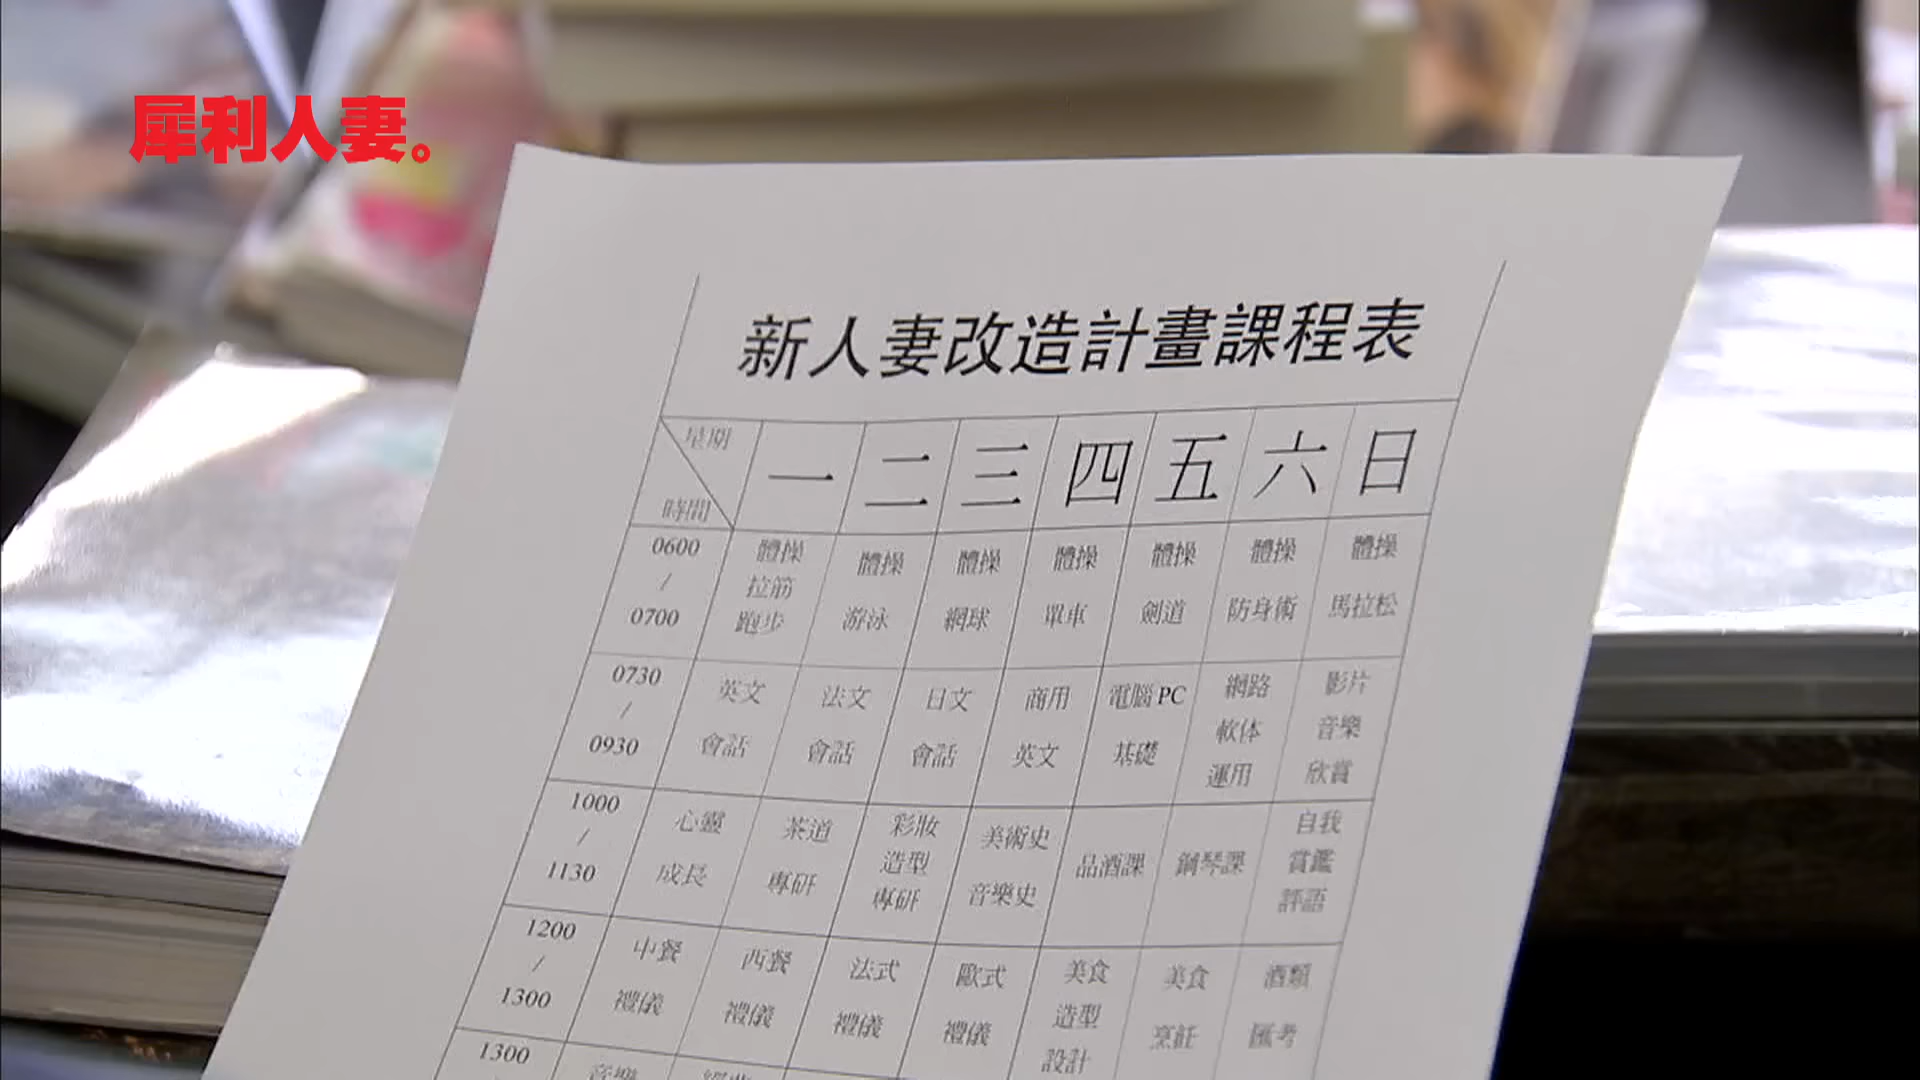 犀利人妻。
新人妻改造計畫課程表
星期 一 二 三 四 五 六 日
時間
0600 體操 體操 體操 體操 體操 體操 體操
/ 拉筋
0700 跑步 游泳 網球 單車 劍道 防身術 馬拉松
0730 英文 法文 日文 商用 電腦PC 網路 影片
/ 軟体 音樂
0930 會話 會話 會話 英文 基礎 運用 欣賞
1000 心靈 茶道 彩妝 美術史 自我
/ 造型 品酒課 鋼琴課 賞鑑
1130 成長 專研 專研 音樂史 評語
1200 中餐 西餐 法式 歐式 美食 美食 酒類
/ 造型
1300 禮儀 禮儀 禮儀 禮儀 設計 烹飪 匯考
1300 音樂